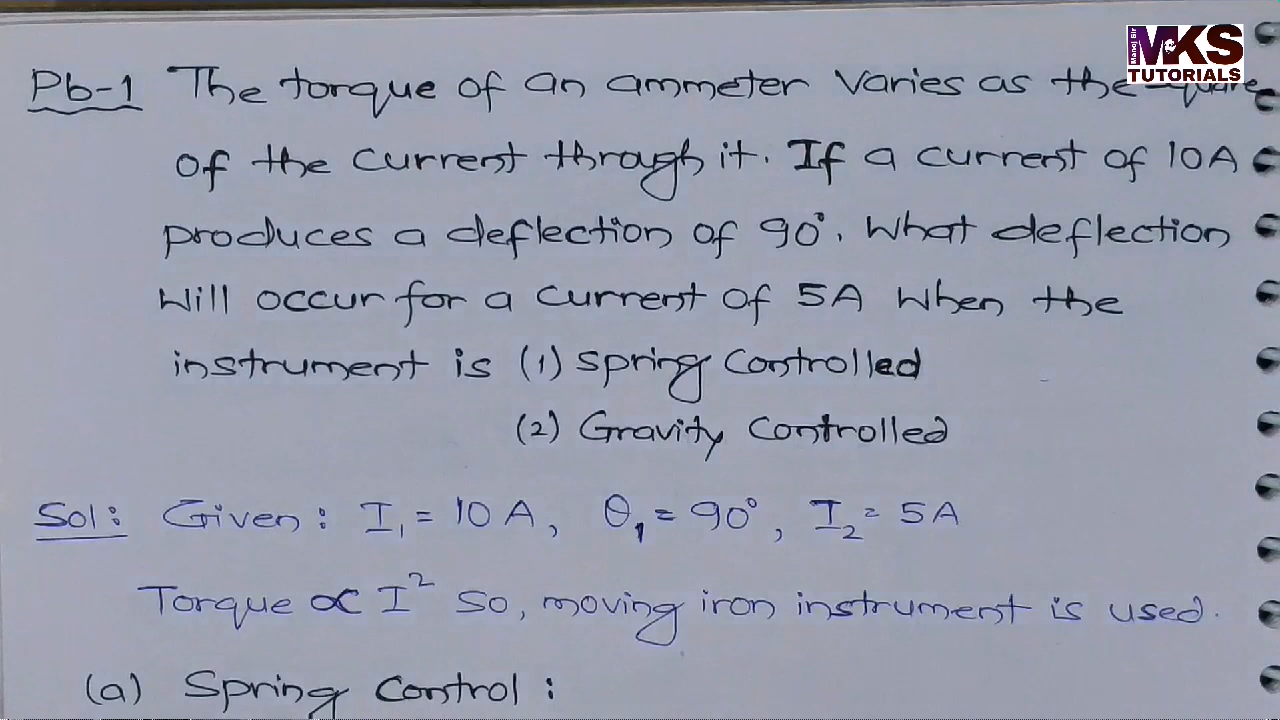 Manoj Sir
MKS
TUTORIALS
Pb-1 The torque of an ammeter varies as the square
of the current through it. If a current of 10A
produces a deflection of 90°. What deflection
will occur for a current of 5A when the
instrument is (1) spring controlled
(2) Gravity controlled
Sol: Given: I₁ = 10 A, θ₁ = 90°, I₂ = 5A
Torque ∝ I² So, moving iron instrument is used.
(a) Spring control: